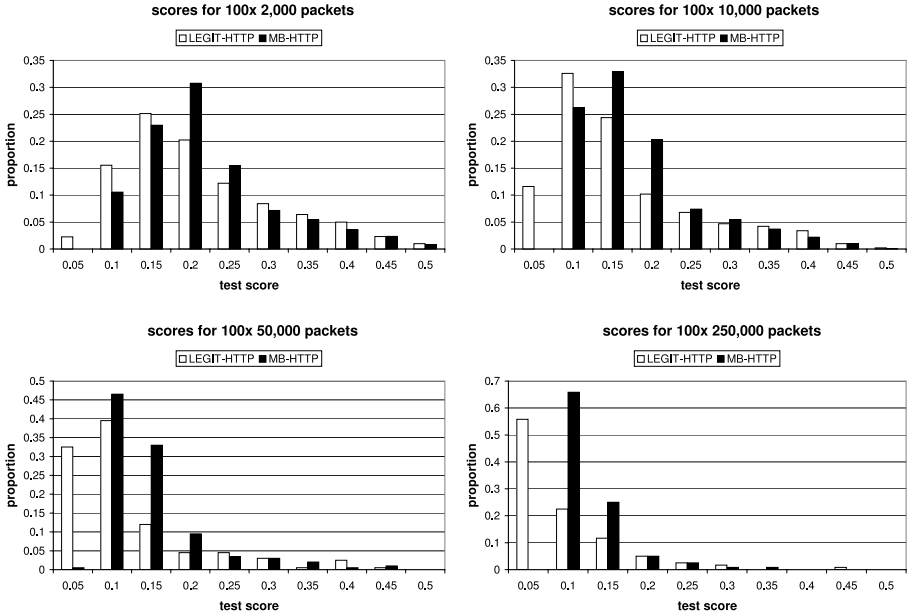 scores for 100x 2,000 packets
LEGIT-HTTP MB-HTTP
proportion
0.35
0.3
0.25
0.2
0.15
0.1
0.05
0
0.05 0.1 0.15 0.2 0.25 0.3 0.35 0.4 0.45 0.5
test score
scores for 100x 10,000 packets
LEGIT-HTTP MB-HTTP
proportion
0.35
0.3
0.25
0.2
0.15
0.1
0.05
0
0.05 0.1 0.15 0.2 0.25 0.3 0.35 0.4 0.45 0.5
test score
scores for 100x 50,000 packets
LEGIT-HTTP MB-HTTP
proportion
0.5
0.45
0.4
0.35
0.3
0.25
0.2
0.15
0.1
0.05
0
0.05 0.1 0.15 0.2 0.25 0.3 0.35 0.4 0.45 0.5
test score
scores for 100x 250,000 packets
LEGIT-HTTP MB-HTTP
proportion
0.7
0.6
0.5
0.4
0.3
0.2
0.1
0
0.05 0.1 0.15 0.2 0.25 0.3 0.35 0.4 0.45 0.5
test score